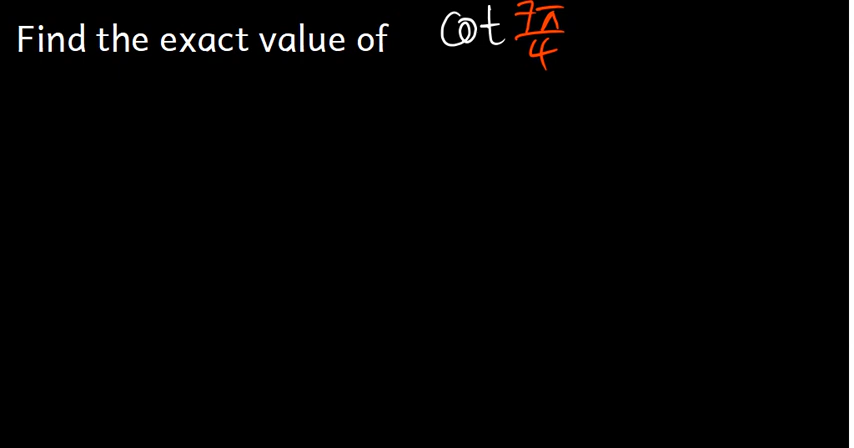 Find the exact value of cot 7π/4